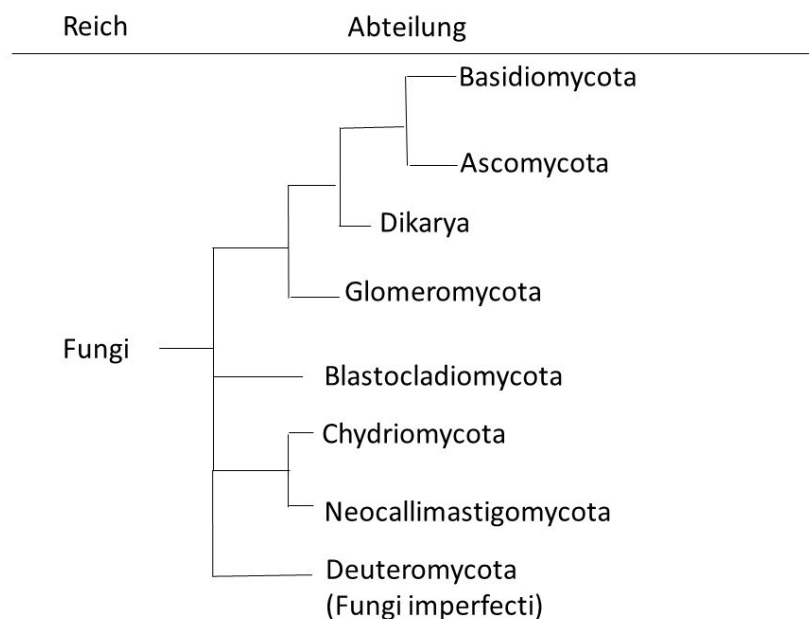 Reich Abteilung
Basidiomycota
Ascomycota
Dikarya
Glomeromycota
Fungi
Blastocladiomycota
Chydriomycota
Neocallimastigomycota
Deuteromycota
(Fungi imperfecti)